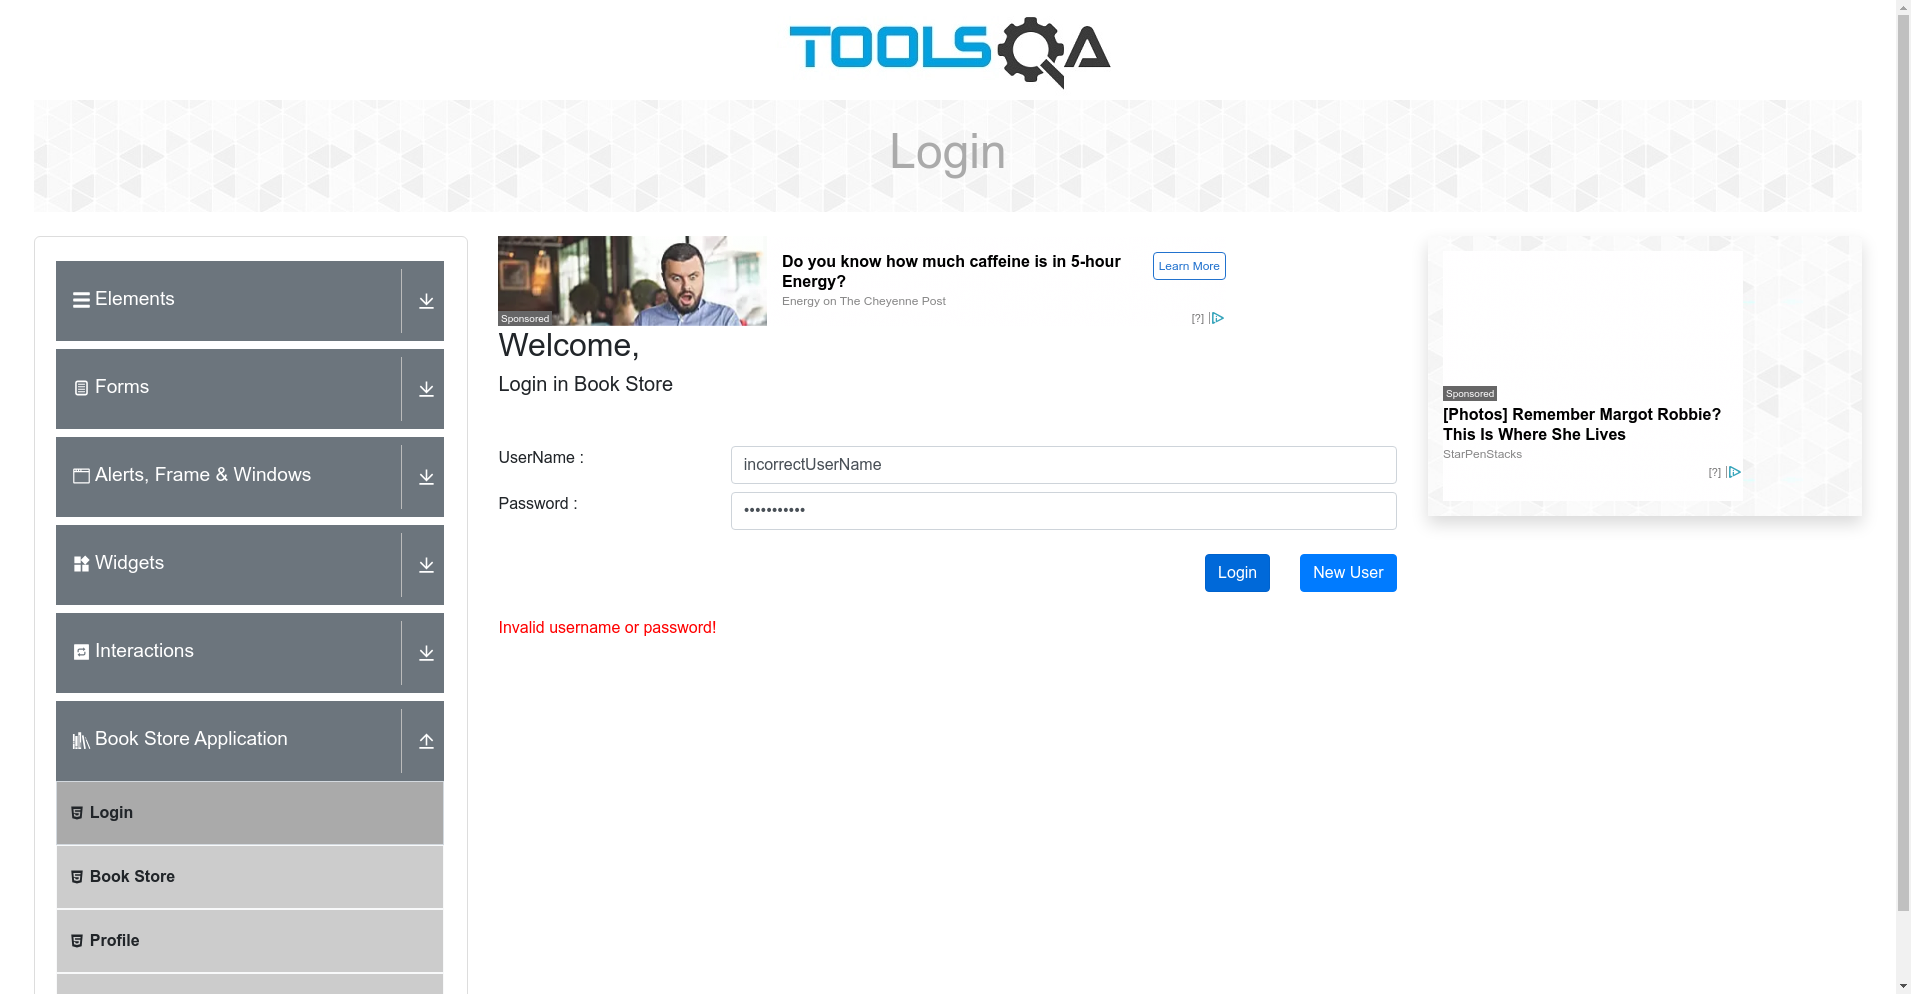 TOOLSQA
Login
Elements
Forms
Alerts, Frame & Windows
Widgets
Interactions
Book Store Application
Login
Book Store
Profile
Sponsored
Do you know how much caffeine is in 5-hour
Energy?
Energy on The Cheyenne Post
Learn More
[?]
Welcome,
Login in Book Store
UserName :
incorrectUserName
Password :
•••••••••••
Login
New User
Invalid username or password!
Sponsored
[Photos] Remember Margot Robbie?
This Is Where She Lives
StarPenStacks
[?]